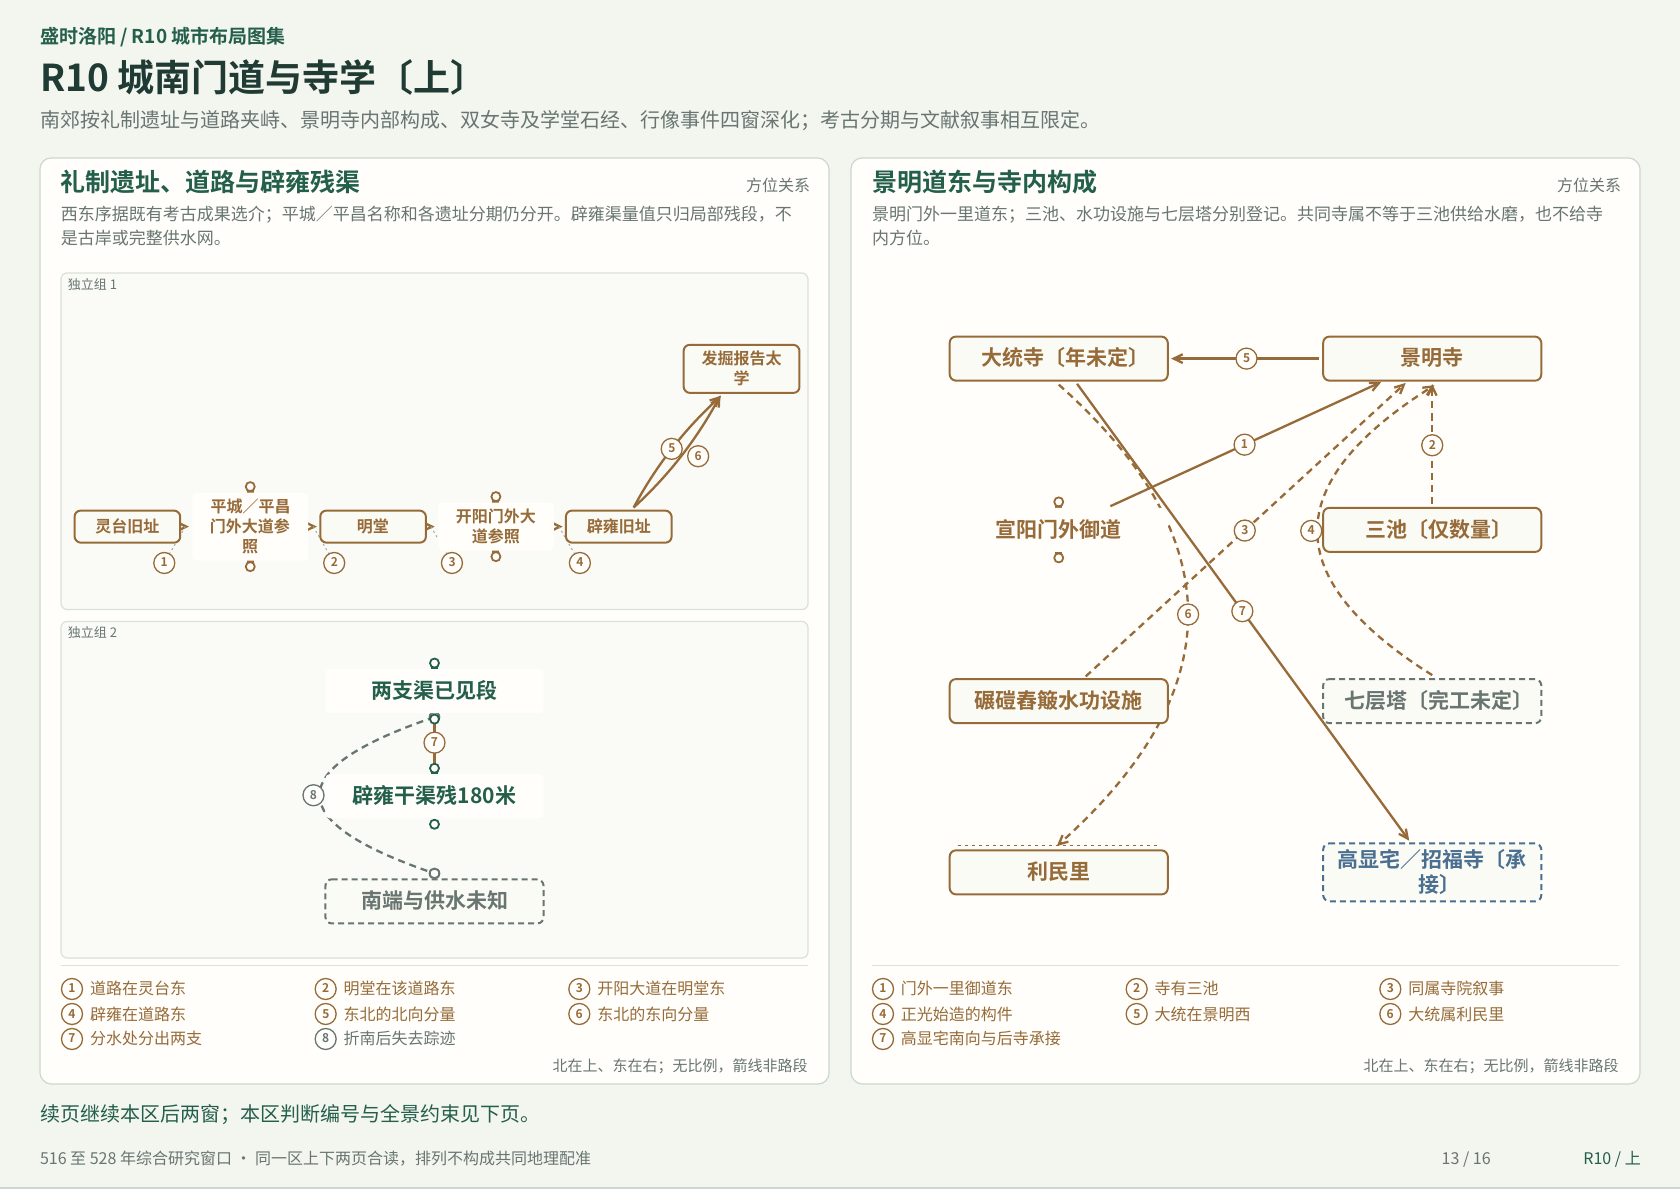 盛时洛阳 / R10 城市布局图集
R10 城南门道与寺学〔上〕
南郊按礼制遗址与道路夹峙、景明寺内部构成、双女寺及学堂石经、行像事件四窗深化；考古分期与文献叙事相互限定。
礼制遗址、道路与辟雍残渠
方位关系
西东序据既有考古成果选介；平城／平昌名称和各遗址分期仍分开。辟雍渠量值只归局部残段，不
是古岸或完整供水网。
独立组 1
发掘报告太
学
5
6
灵台旧址
平城／平昌
门外大道参
照
明堂
开阳门外大
道参照
辟雍旧址
1
2
3
4
独立组 2
两支渠已见段
7
8
辟雍干渠残180米
南端与供水未知
1 道路在灵台东
2 明堂在该道路东
3 开阳大道在明堂东
4 辟雍在道路东
5 东北的北向分量
6 东北的东向分量
7 分水处分出两支
8 折南后失去踪迹
北在上、东在右；无比例，箭线非路段
景明道东与寺内构成
方位关系
景明门外一里道东；三池、水功设施与七层塔分别登记。共同寺属不等于三池供给水磨，也不给寺
内方位。
大统寺〔年未定〕
5
景明寺
1
2
宣阳门外御道
3
4
三池〔仅数量〕
6
7
碾磑舂簸水功设施
七层塔〔完工未定〕
利民里
高显宅／招福寺〔承
接〕
1 门外一里御道东
2 寺有三池
3 同属寺院叙事
4 正光始造的构件
5 大统在景明西
6 大统属利民里
7 高显宅南向与后寺承接
北在上、东在右；无比例，箭线非路段
续页继续本区后两窗；本区判断编号与全景约束见下页。
516 至 528 年综合研究窗口 · 同一区上下两页合读，排列不构成共同地理配准
13 / 16
R10 / 上